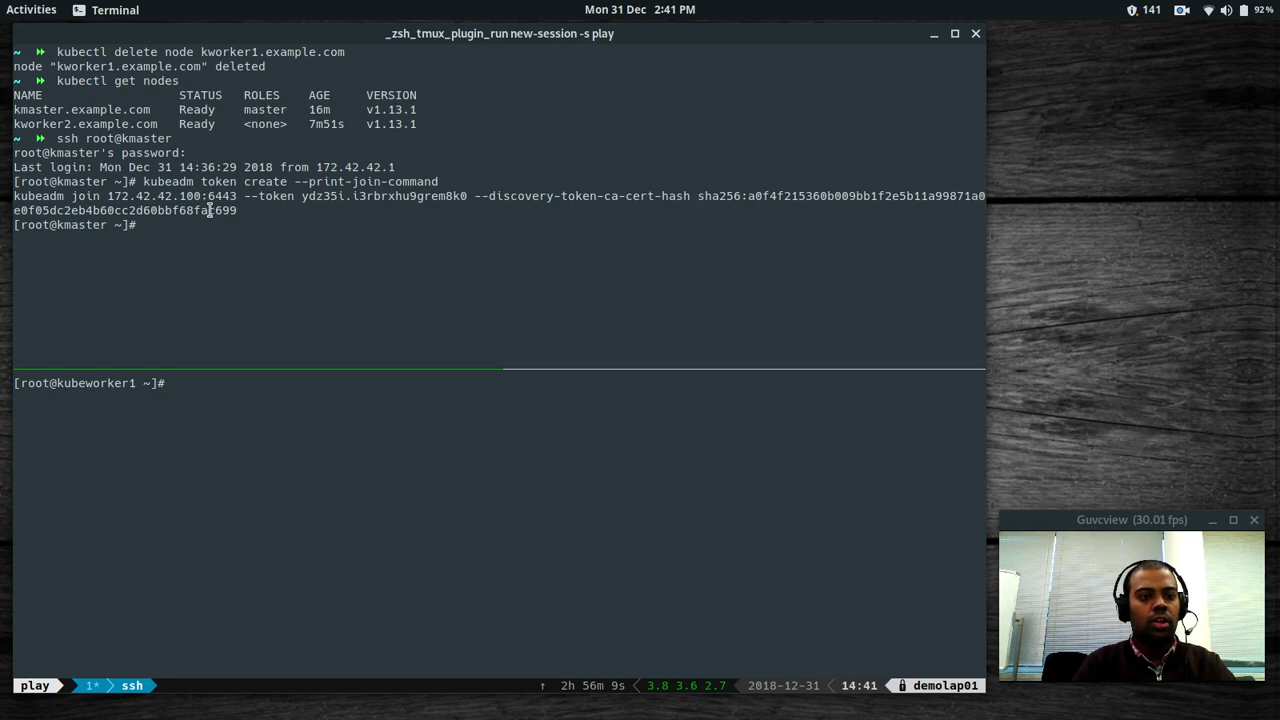 Activities Terminal Mon 31 Dec 2:41 PM 141 92%
_zsh_tmux_plugin_run new-session -s play
~ kubectl delete node kworker1.example.com
node "kworker1.example.com" deleted
~ kubectl get nodes
NAME STATUS ROLES AGE VERSION
kmaster.example.com Ready master 16m v1.13.1
kworker2.example.com Ready <none> 7m51s v1.13.1
~ ssh root@kmaster
root@kmaster's password:
Last login: Mon Dec 31 14:36:29 2018 from 172.42.42.1
[root@kmaster ~]# kubeadm token create --print-join-command
kubeadm join 172.42.42.100:6443 --token ydz35i.i3rbrxhu9grem8k0 --discovery-token-ca-cert-hash sha256:a0f4f215360b009bb1f2e5b11a99871a0
e0f05dc2eb4b60cc2d60bbf68fac699
[root@kmaster ~]#
[root@kubeworker1 ~]#
Guvcview (30.01 fps)
play 1* ssh ↑ 2h 56m 9s 3.8 3.6 2.7 2018-12-31 14:41 demolap01